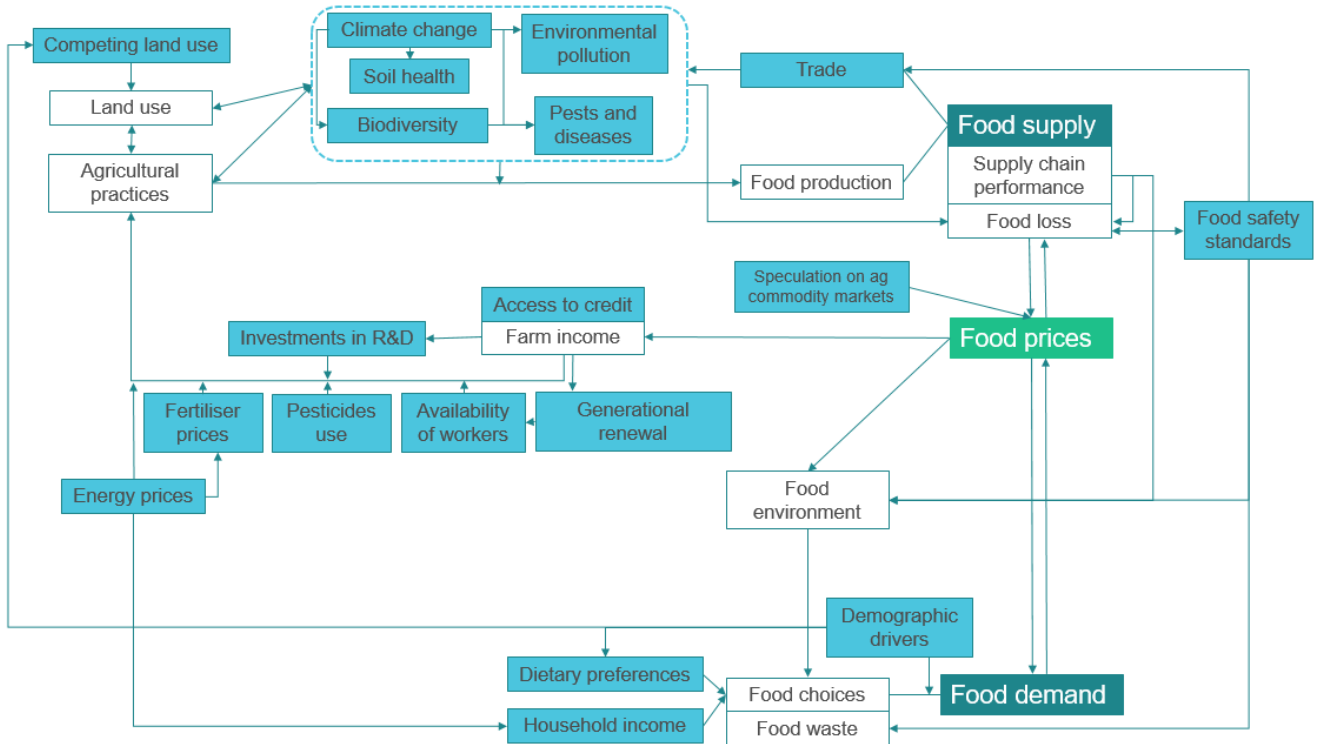 Competing land use
Climate change
Environmental
pollution
Soil health
Trade
Land use
Biodiversity
Pests and
diseases
Food supply
Agricultural
practices
Food production
Supply chain
performance
Food loss
Food safety
standards
Speculation on ag
commodity markets
Access to credit
Investments in R&D
Farm income
Food prices
Fertiliser
prices
Pesticides
use
Availability
of workers
Generational
renewal
Energy prices
Food
environment
Demographic
drivers
Dietary preferences
Food choices
Food demand
Household income
Food waste